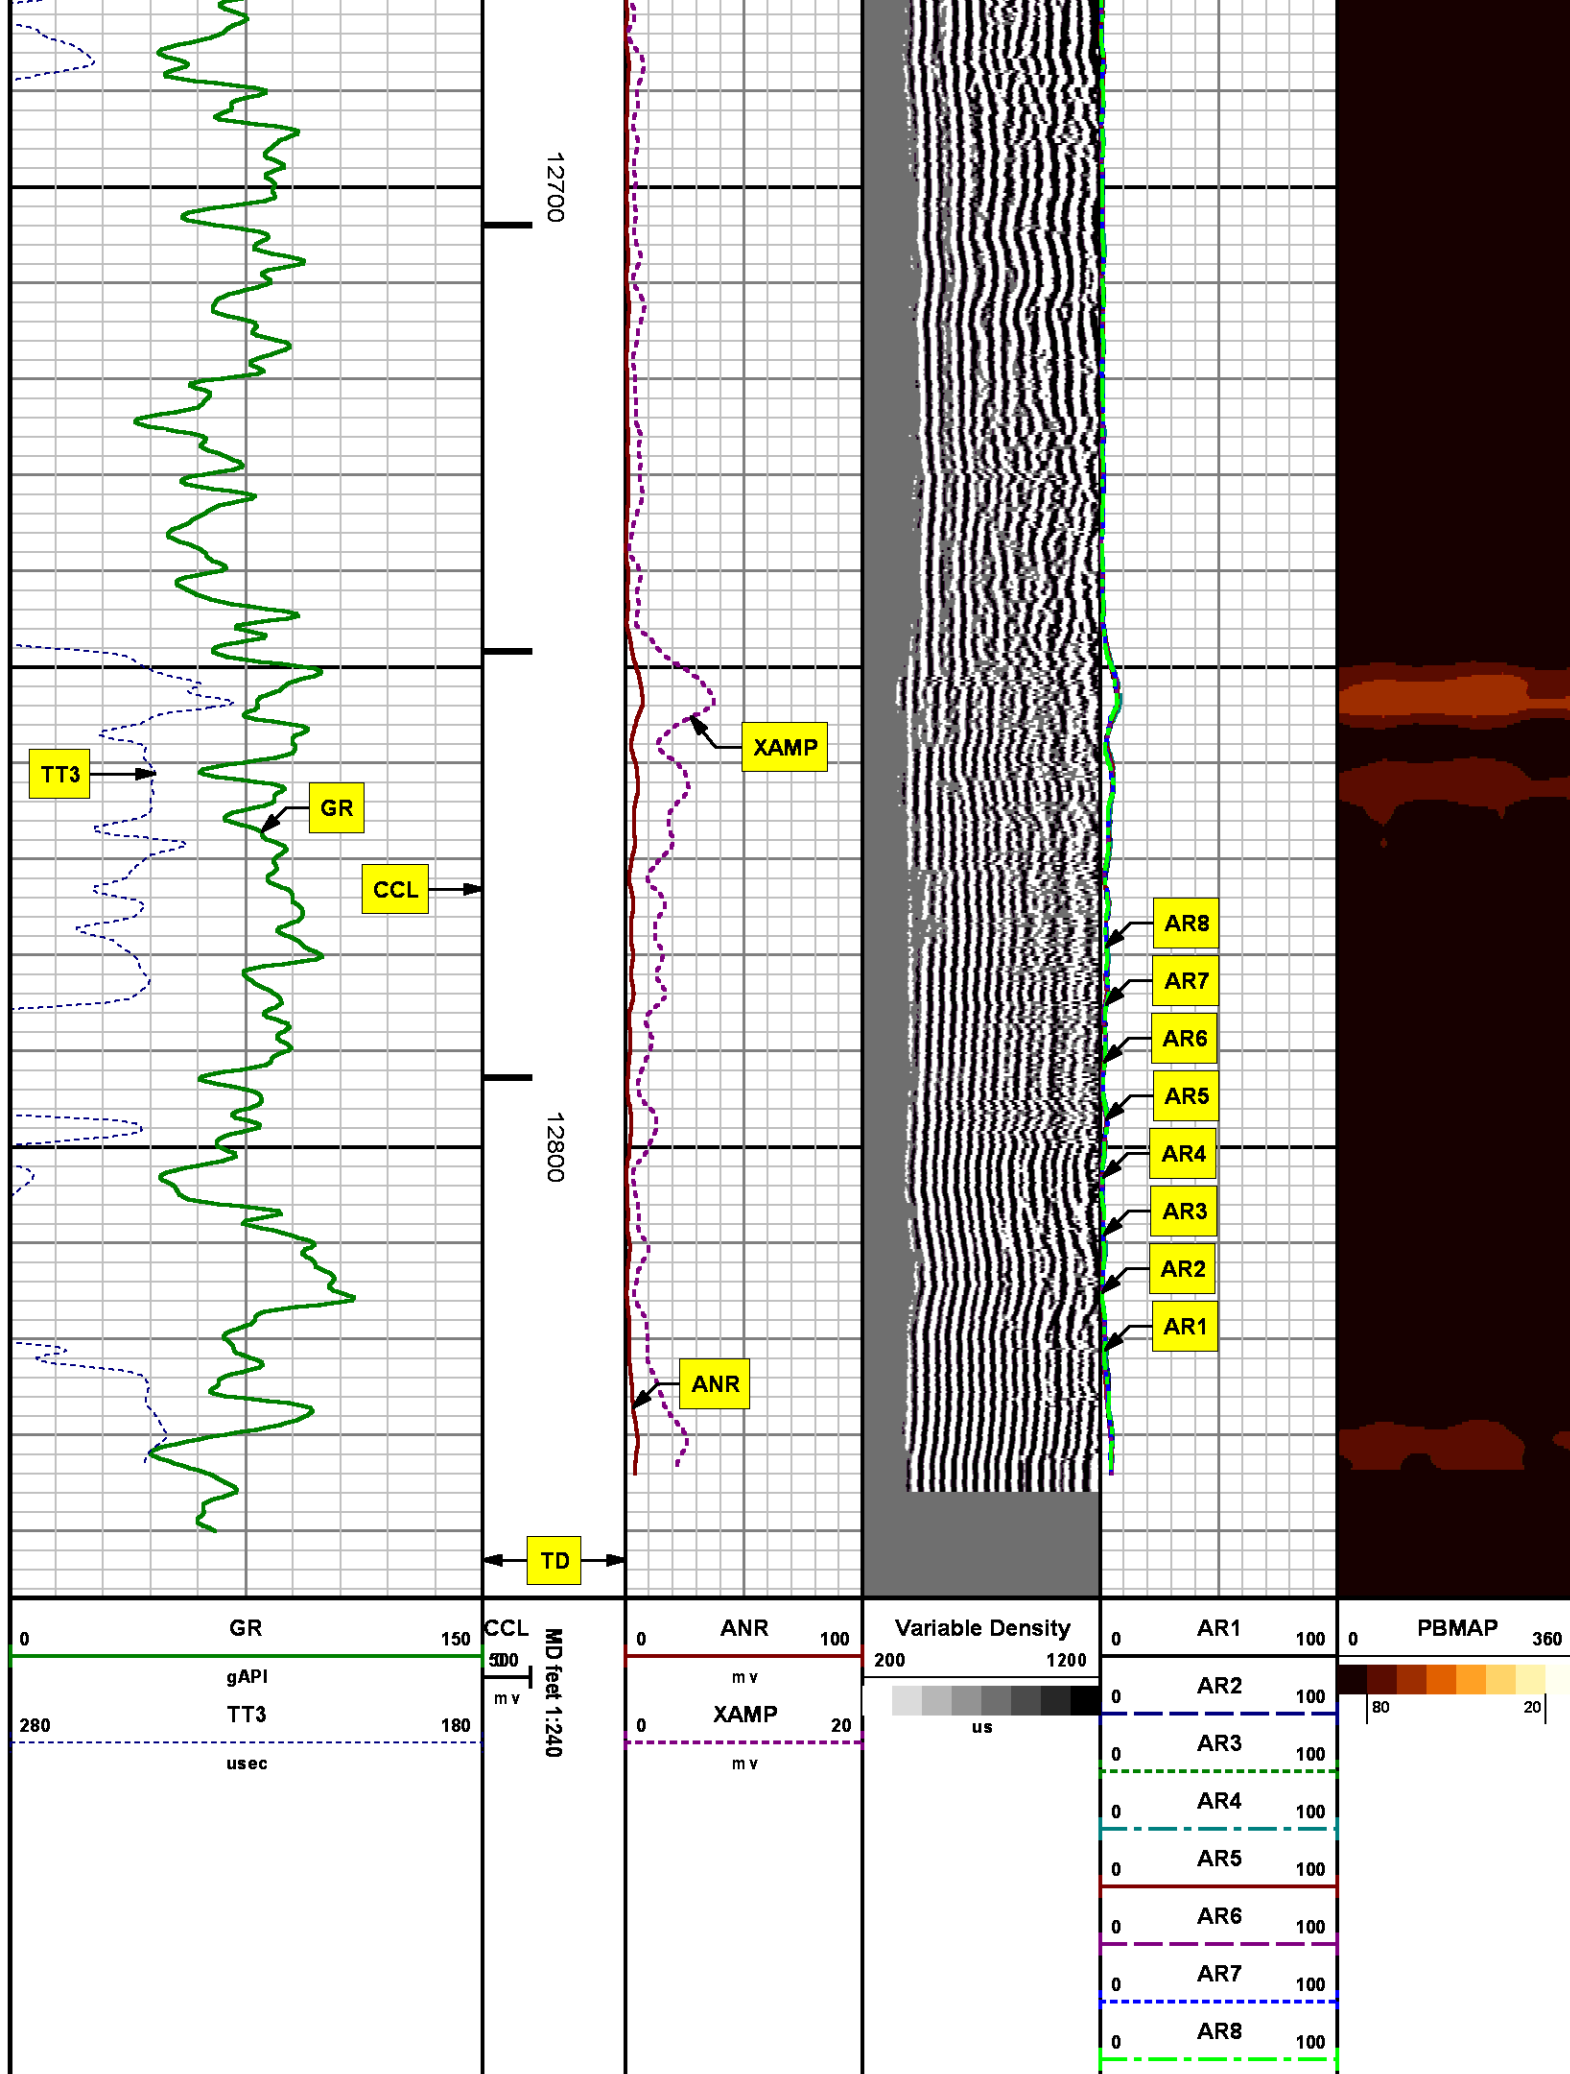 12700
XAMP
TT3
GR
CCL
AR8
AR7
AR6
AR5
12800
AR4
AR3
AR2
AR1
ANR
TD
GR
0 150
gAPI
TT3
280 180
usec
CCL
500
mv
MD feet 1:240
ANR
0 100
mv
XAMP
0 20
mv
Variable Density
200 1200
us
AR1
0 100
AR2
0 100
AR3
0 100
AR4
0 100
AR5
0 100
AR6
0 100
AR7
0 100
AR8
0 100
PBMAP
0 360
80 20